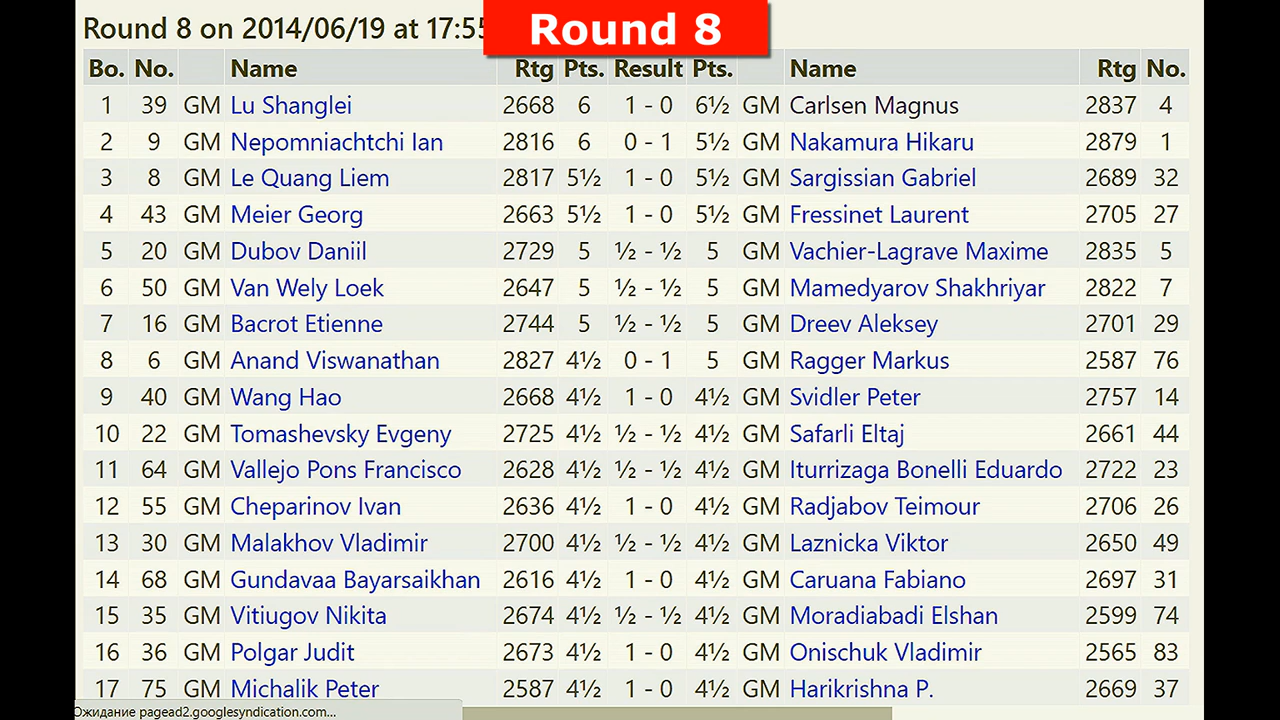 Round 8 on 2014/06/19 at 17:55
Round 8
Bo. No. Name Rtg Pts. Result Pts. Name Rtg No.
1 39 GM Lu Shanglei 2668 6 1 - 0 6½ GM Carlsen Magnus 2837 4
2 9 GM Nepomniachtchi Ian 2816 6 0 - 1 5½ GM Nakamura Hikaru 2879 1
3 8 GM Le Quang Liem 2817 5½ 1 - 0 5½ GM Sargissian Gabriel 2689 32
4 43 GM Meier Georg 2663 5½ 1 - 0 5½ GM Fressinet Laurent 2705 27
5 20 GM Dubov Daniil 2729 5 ½ - ½ 5 GM Vachier-Lagrave Maxime 2835 5
6 50 GM Van Wely Loek 2647 5 ½ - ½ 5 GM Mamedyarov Shakhriyar 2822 7
7 16 GM Bacrot Etienne 2744 5 ½ - ½ 5 GM Dreev Aleksey 2701 29
8 6 GM Anand Viswanathan 2827 4½ 0 - 1 5 GM Ragger Markus 2587 76
9 40 GM Wang Hao 2668 4½ 1 - 0 4½ GM Svidler Peter 2757 14
10 22 GM Tomashevsky Evgeny 2725 4½ ½ - ½ 4½ GM Safarli Eltaj 2661 44
11 64 GM Vallejo Pons Francisco 2628 4½ ½ - ½ 4½ GM Iturrizaga Bonelli Eduardo 2722 23
12 55 GM Cheparinov Ivan 2636 4½ 1 - 0 4½ GM Radjabov Teimour 2706 26
13 30 GM Malakhov Vladimir 2700 4½ ½ - ½ 4½ GM Laznicka Viktor 2650 49
14 68 GM Gundavaa Bayarsaikhan 2616 4½ 1 - 0 4½ GM Caruana Fabiano 2697 31
15 35 GM Vitiugov Nikita 2674 4½ ½ - ½ 4½ GM Moradiabadi Elshan 2599 74
16 36 GM Polgar Judit 2673 4½ 1 - 0 4½ GM Onischuk Vladimir 2565 83
17 75 GM Michalik Peter 2587 4½ 1 - 0 4½ GM Harikrishna P. 2669 37
Ожидание pagead2.googlesyndication.com...